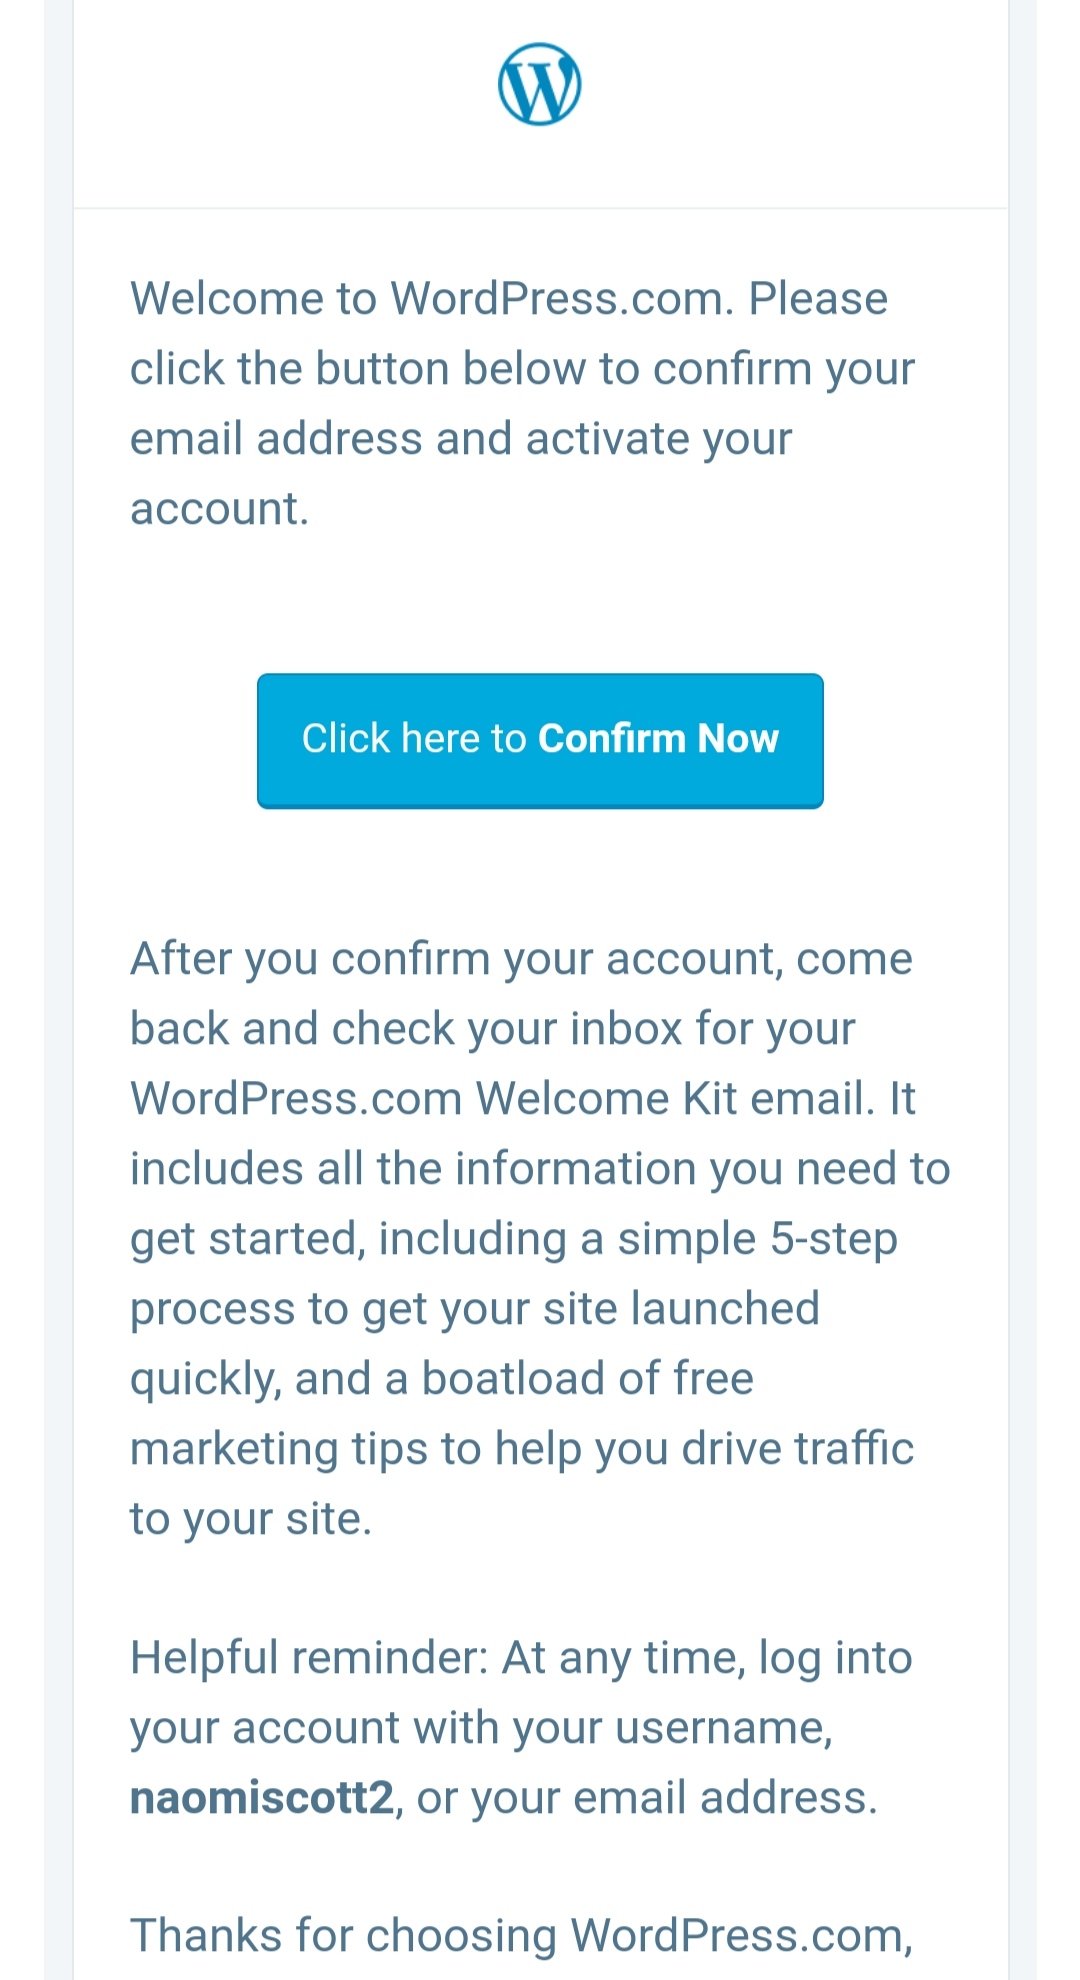 Welcome to WordPress.com. Please
click the button below to confirm your
email address and activate your
account.
Click here to Confirm Now
After you confirm your account, come
back and check your inbox for your
WordPress.com Welcome Kit email. It
includes all the information you need to
get started, including a simple 5-step
process to get your site launched
quickly, and a boatload of free
marketing tips to help you drive traffic
to your site.
Helpful reminder: At any time, log into
your account with your username,
naomiscott2, or your email address.
Thanks for choosing WordPress.com,